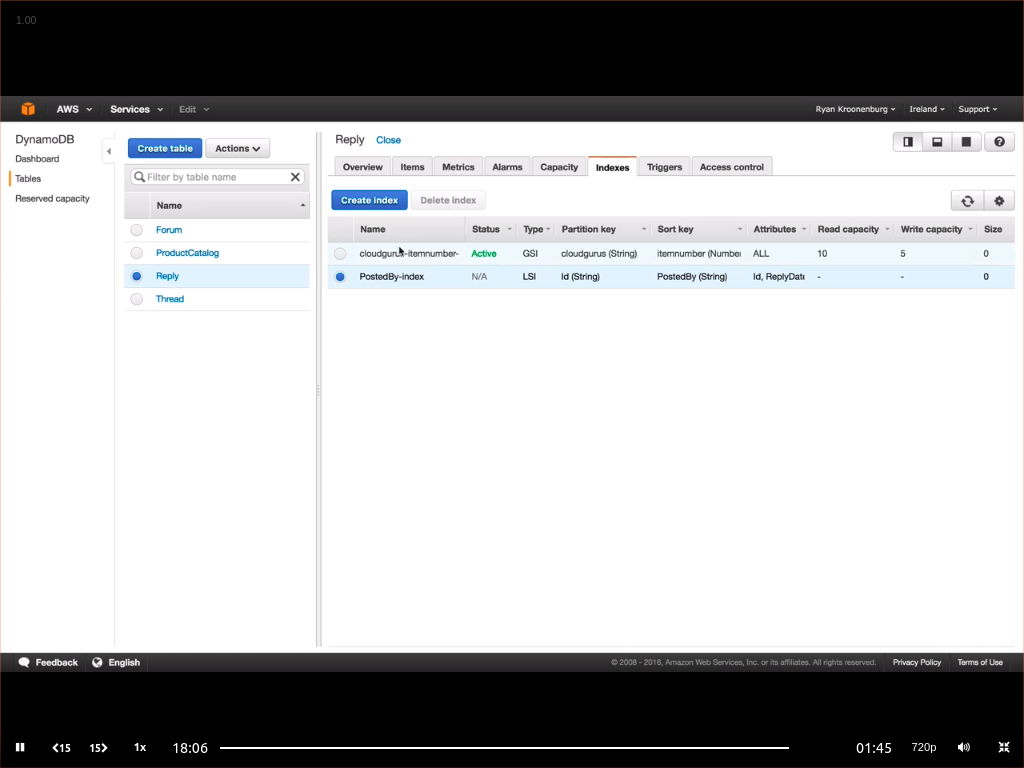 1.00
AWS Services Edit Ryan Kroonenburg Ireland Support
DynamoDB
Dashboard
Tables
Reserved capacity
Create table Actions
Filter by table name
Name
Forum
ProductCatalog
Reply
Thread
Reply Close
Overview Items Metrics Alarms Capacity Indexes Triggers Access control
Create index Delete index
Name Status Type Partition key Sort key Attributes Read capacity Write capacity Size
cloudgurus-itemnumber- Active GSI cloudgurus (String) itemnumber (Number ALL 10 5 0
PostedBy-index N/A LSI Id (String) PostedBy (String) Id, ReplyDate - - 0
Feedback English © 2008 - 2016, Amazon Web Services, Inc. or its affiliates. All rights reserved. Privacy Policy Terms of Use
15 15 1x 18:06 01:45 720p